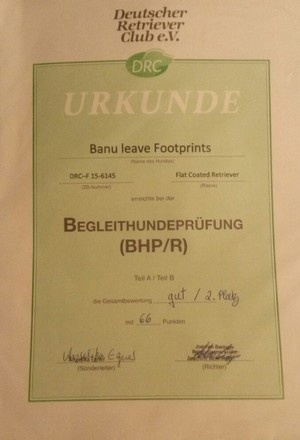 Deutscher
Retriever
Club e.V.
DRC
URKUNDE
Banu leave Footprints
(Name des Hundes)
DRC-F 15-6145 Flat Coated Retriever
(ZB-Nummer) (Rasse)
erreichte bei der
BEGLEITHUNDEPRÜFUNG
(BHP/R)
Teil A / Teil B
die Gesamtbewertung gut / 2. Platz
mit 66 Punkten
(Sonderleiter) (Richter)